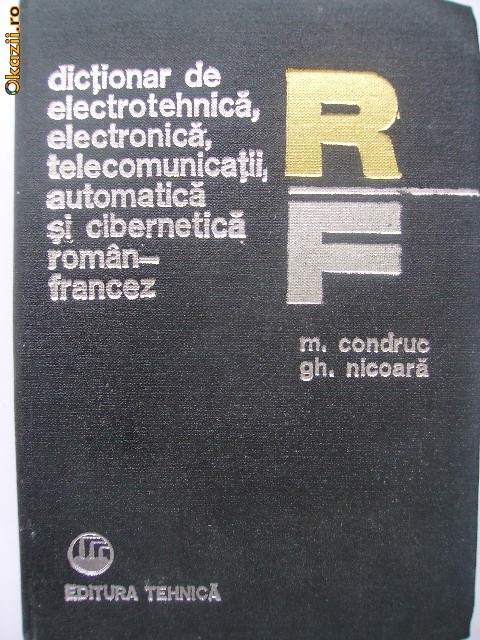 Okazii.ro
dicționar de
electrotehnică,
electronică,
telecomunicații,
automatică
și cibernetică
român–
francez
R
F
m. condruc
gh. nicoară
EDITURA TEHNICĂ